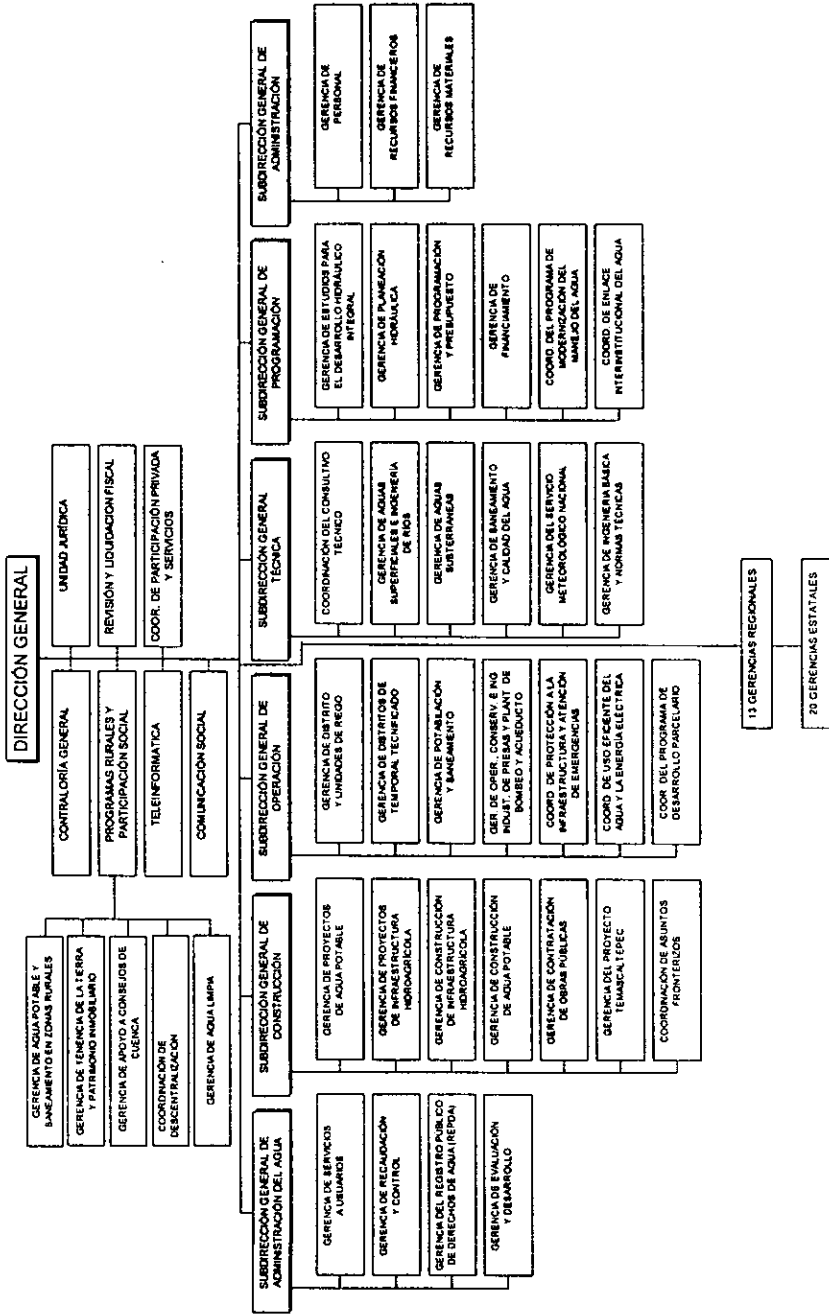 DIRECCIÓN GENERAL
CONTRALORÍA GENERAL
UNIDAD JURÍDICA
PROGRAMAS RURALES Y
PARTICIPACIÓN SOCIAL
REVISIÓN Y LIQUIDACION FISCAL
TELEINFORMATICA
COOR. DE PARTICIPACIÓN PRIVADA
Y SERVICIOS
COMUNICACIÓN SOCIAL
GERENCIA DE AGUA POTABLE Y
SANEAMIENTO EN ZONAS RURALES
GERENCIA DE TENENCIA DE LA TIERRA
Y PATRIMONIO INMOBILIARIO
GERENCIA DE APOYO A CONSEJOS DE
CUENCA
COORDINACIÓN DE
DESCENTRALIZACIÓN
GERENCIA DE AGUA LIMPIA
SUBDIRECCIÓN GENERAL DE
ADMINISTRACIÓN DEL AGUA
GERENCIA DE SERVICIOS
A USUARIOS
GERENCIA DE RECAUDACIÓN
Y CONTROL
GERENCIA DEL REGISTRO PUBLICO
DE DERECHOS DE AGUA (REPDA)
GERENCIA DE EVALUACIÓN
Y DESARROLLO
SUBDIRECCIÓN GENERAL DE
CONSTRUCCIÓN
GERENCIA DE PROYECTOS
DE AGUA POTABLE
GERENCIA DE PROYECTOS
DE INFRAESTRUCTURA
HIDROAGRÍCOLA
GERENCIA DE CONSTRUCCIÓN
DE INFRAESTRUCTURA
HIDROAGRÍCOLA
GERENCIA DE CONSTRUCCIÓN
DE AGUA POTABLE
GERENCIA DE CONTRATACIÓN
DE OBRAS PÚBLICAS
GERENCIA DEL PROYECTO
TEMASCALTEPEC
COORDINACIÓN DE ASUNTOS
FRONTERIZOS
SUBDIRECCIÓN GENERAL DE
OPERACIÓN
GERENCIA DE DISTRITO
Y UNIDADES DE RIEGO
GERENCIA DE DISTRITOS DE
TEMPORAL TECNIFICADO
GERENCIA DE POTABILACIÓN
Y SANEAMIENTO
GER. DE OPER., CONSERV. E ING
INDUST. DE PRESAS Y PLANT. DE
BOMBEO Y ACUEDUCTO
COORD DE PROTECCIÓN A LA
INFRAESTRUCTURA Y ATENCIÓN
DE EMERGENCIAS
COORD DE USO EFICIENTE DEL
AGUA Y LA ENERGÍA ELÉCTRICA
COOR. DEL PROGRAMA DE
DESARROLLO PARCELARIO
SUBDIRECCIÓN GENERAL
TÉCNICA
COORDINACIÓN DEL CONSULTIVO
TÉCNICO
GERENCIA DE AGUAS
SUPERFICIALES E INGENIERÍA
DE RÍOS
GERENCIA DE AGUAS
SUBTERRANEAS
GERENCIA DE SANEAMIENTO
Y CALIDAD DEL AGUA
GERENCIA DEL SERVICIO
METEOROLÓGICO NACIONAL
GERENCIA DE INGENIERIA BÁSICA
Y NORMAS TÉCNICAS
SUBDIRECCIÓN GENERAL DE
PROGRAMACIÓN
GERENCIA DE ESTUDIOS PARA
EL DESARROLLO HIDRÁULICO
INTEGRAL
GERENCIA DE PLANEACIÓN
HIDRÁULICA
GERENCIA DE PROGRAMACIÓN
Y PRESUPUESTO
GERENCIA DE
FINANCIAMIENTO
COORD DEL PROGRAMA DE
MODERNIZACIÓN DEL
MANEJO DEL AGUA
COORD. DE ENLACE
INTERINSTITUCIONAL DEL AGUA
SUBDIRECCIÓN GENERAL DE
ADMINISTRACIÓN
GERENCIA DE
PERSONAL
GERENCIA DE
RECURSOS FINANCIEROS
GERENCIA DE
RECURSOS MATERIALES
13 GERENCIAS REGIONALES
20 GERENCIAS ESTATALES